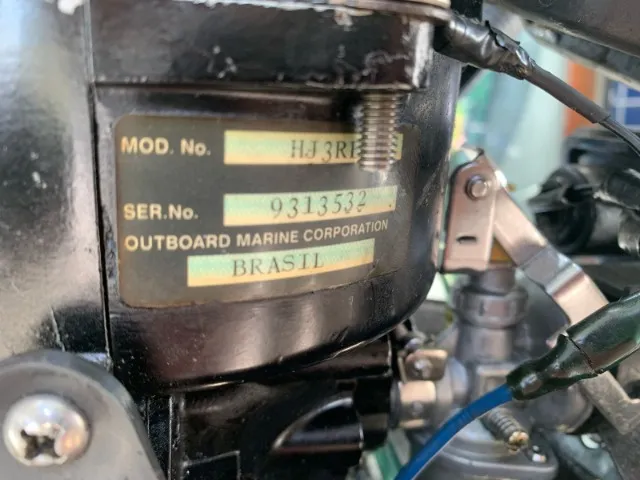 MOD. No. HJ3R
SER.No. 9313532
OUTBOARD MARINE CORPORATION
BRASIL